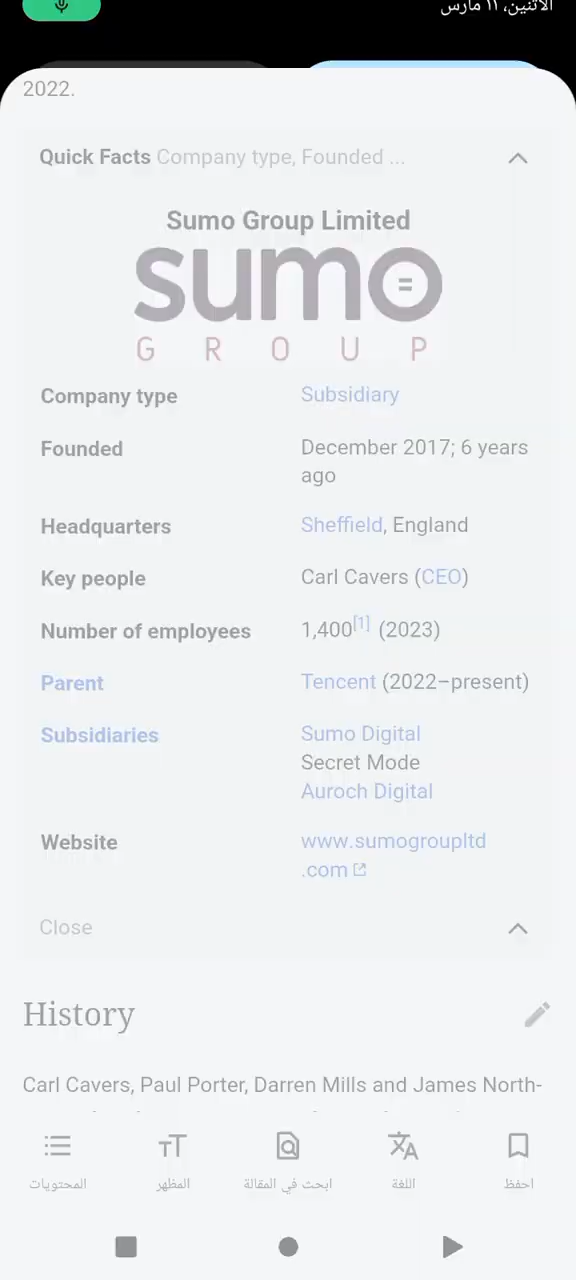 الاثنين، ١١ مارس
2022.
Quick Facts Company type, Founded ...
Sumo Group Limited
sumo
GROUP
Company type Subsidiary
Founded December 2017; 6 years
ago
Headquarters Sheffield, England
Key people Carl Cavers (CEO)
Number of employees 1,400[1] (2023)
Parent Tencent (2022–present)
Subsidiaries Sumo Digital
Secret Mode
Auroch Digital
Website www.sumogroupltd
.com
Close
History
Carl Cavers, Paul Porter, Darren Mills and James North-
المحتويات المظهر ابحث في المقالة اللغة احفظ